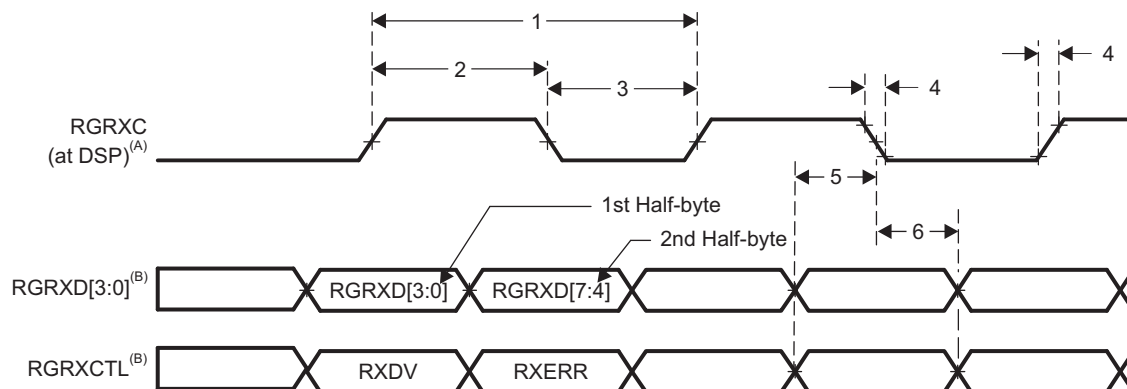 1
2
3
4
4
RGRXC
(at DSP)(A)
5
1st Half-byte
6
2nd Half-byte
RGRXD[3:0](B)
RGRXD[3:0]
RGRXD[7:4]
RGRXCTL(B)
RXDV
RXERR